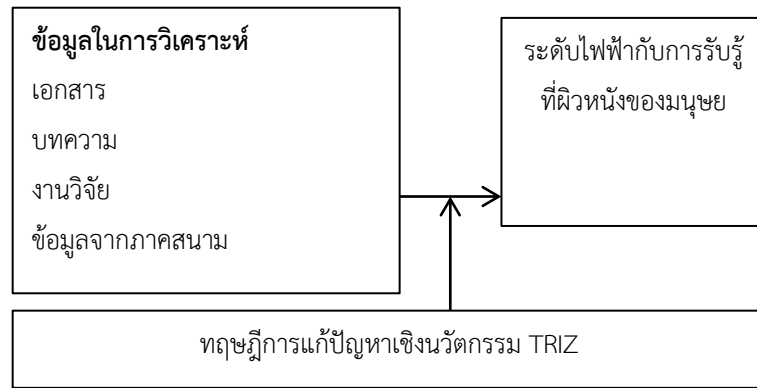 ข้อมูลในการวิเคราะห์
เอกสาร
บทความ
งานวิจัย
ข้อมูลจากภาคสนาม
ระดับไฟฟ้ากับการรับรู้
ที่ผิวหนังของมนุษย
ทฤษฎีการแก้ปัญหาเชิงนวัตกรรม TRIZ